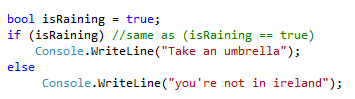 bool isRaining = true;
if (isRaining) //same as (isRaining == true)
    Console.WriteLine("Take an umbrella");
else
     Console.WriteLine("you're not in ireland");